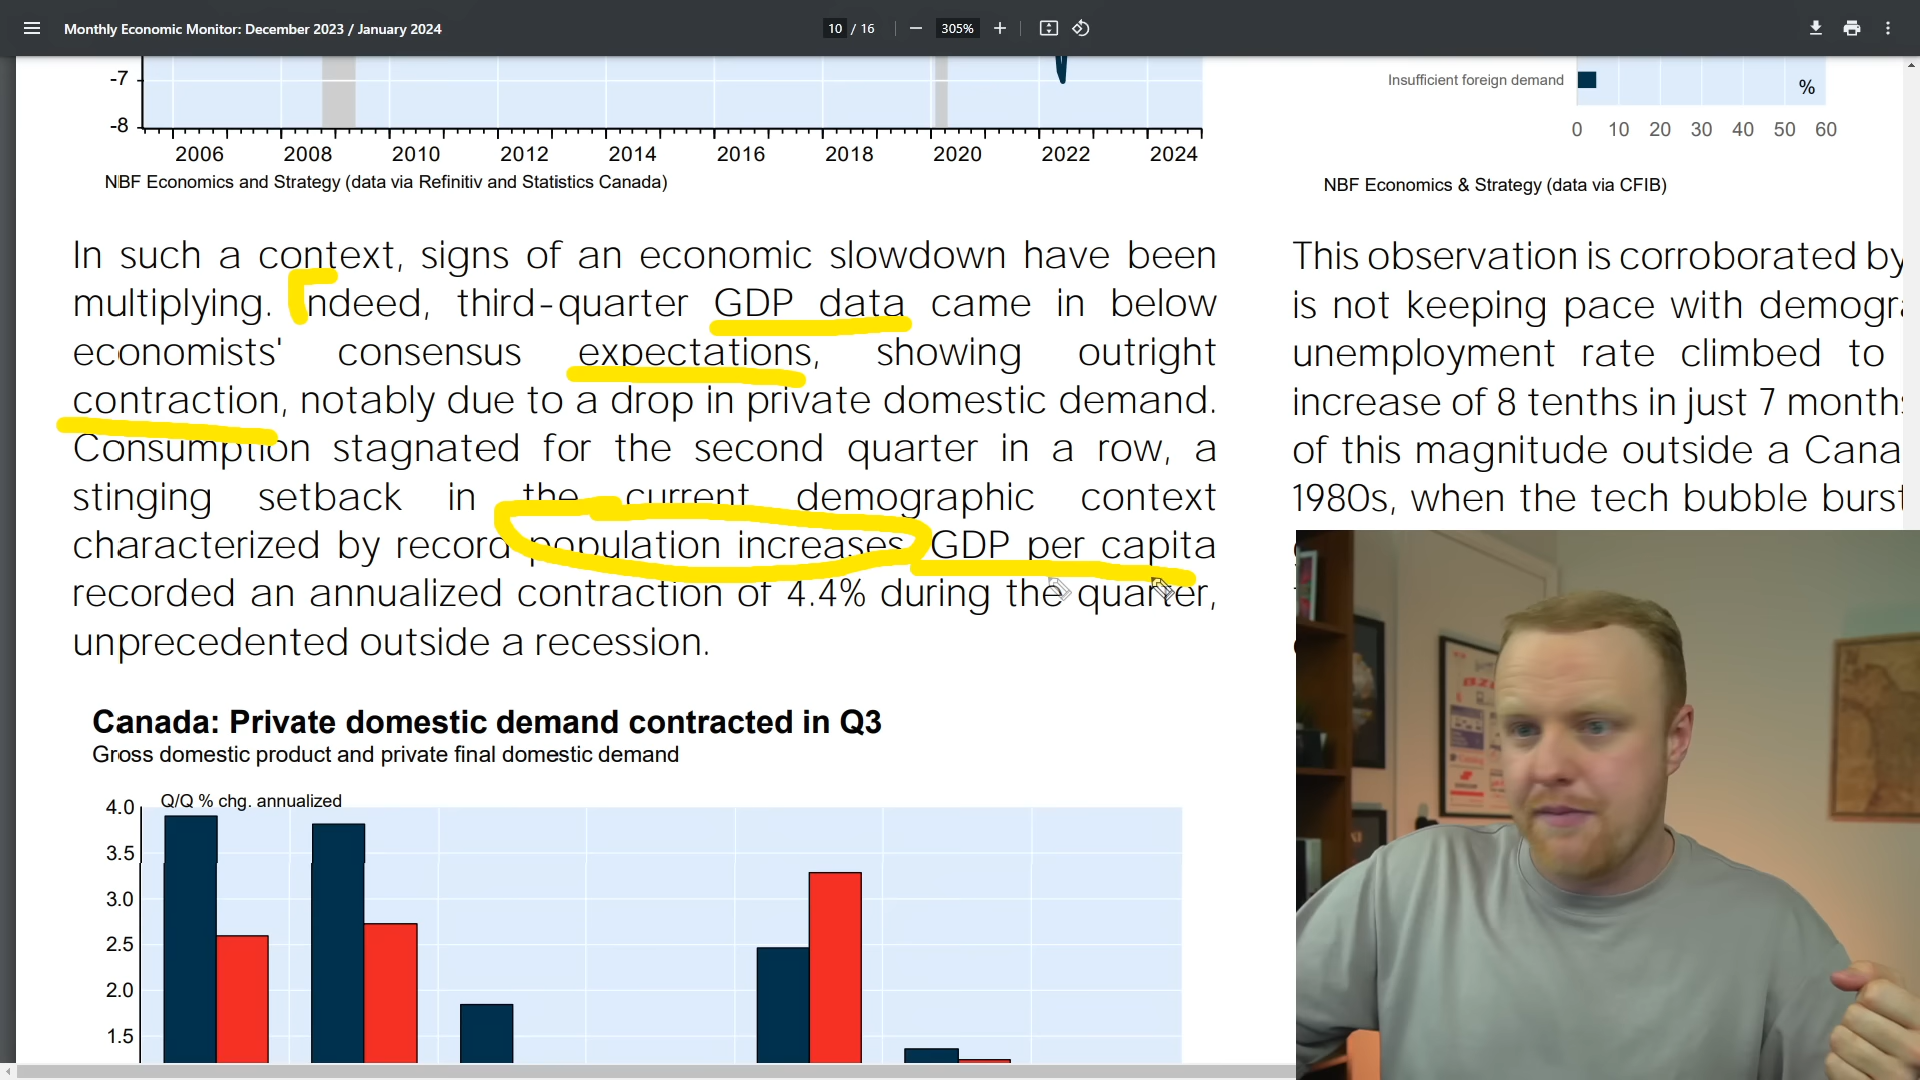 Monthly Economic Monitor: December 2023 / January 2024
10 / 16
305%
-7
-8
2006 2008 2010 2012 2014 2016 2018 2020 2022 2024
NBF Economics and Strategy (data via Refinitiv and Statistics Canada)
Insufficient foreign demand
%
0 10 20 30 40 50 60
NBF Economics & Strategy (data via CFIB)
In such a context, signs of an economic slowdown have been
multiplying. Indeed, third-quarter GDP data came in below
economists' consensus expectations, showing outright
contraction, notably due to a drop in private domestic demand.
Consumption stagnated for the second quarter in a row, a
stinging setback in the current demographic context
characterized by record population increases. GDP per capita
recorded an annualized contraction of 4.4% during the quarter,
unprecedented outside a recession.
This observation is corroborated by
is not keeping pace with
unemployment rate climbed to
increase of 8 tenths in just 7 months
of this magnitude outside a
1980s, when the tech bubble burst
Canada: Private domestic demand contracted in Q3
Gross domestic product and private final domestic demand
Q/Q % chg. annualized
4.0
3.5
3.0
2.5
2.0
1.5